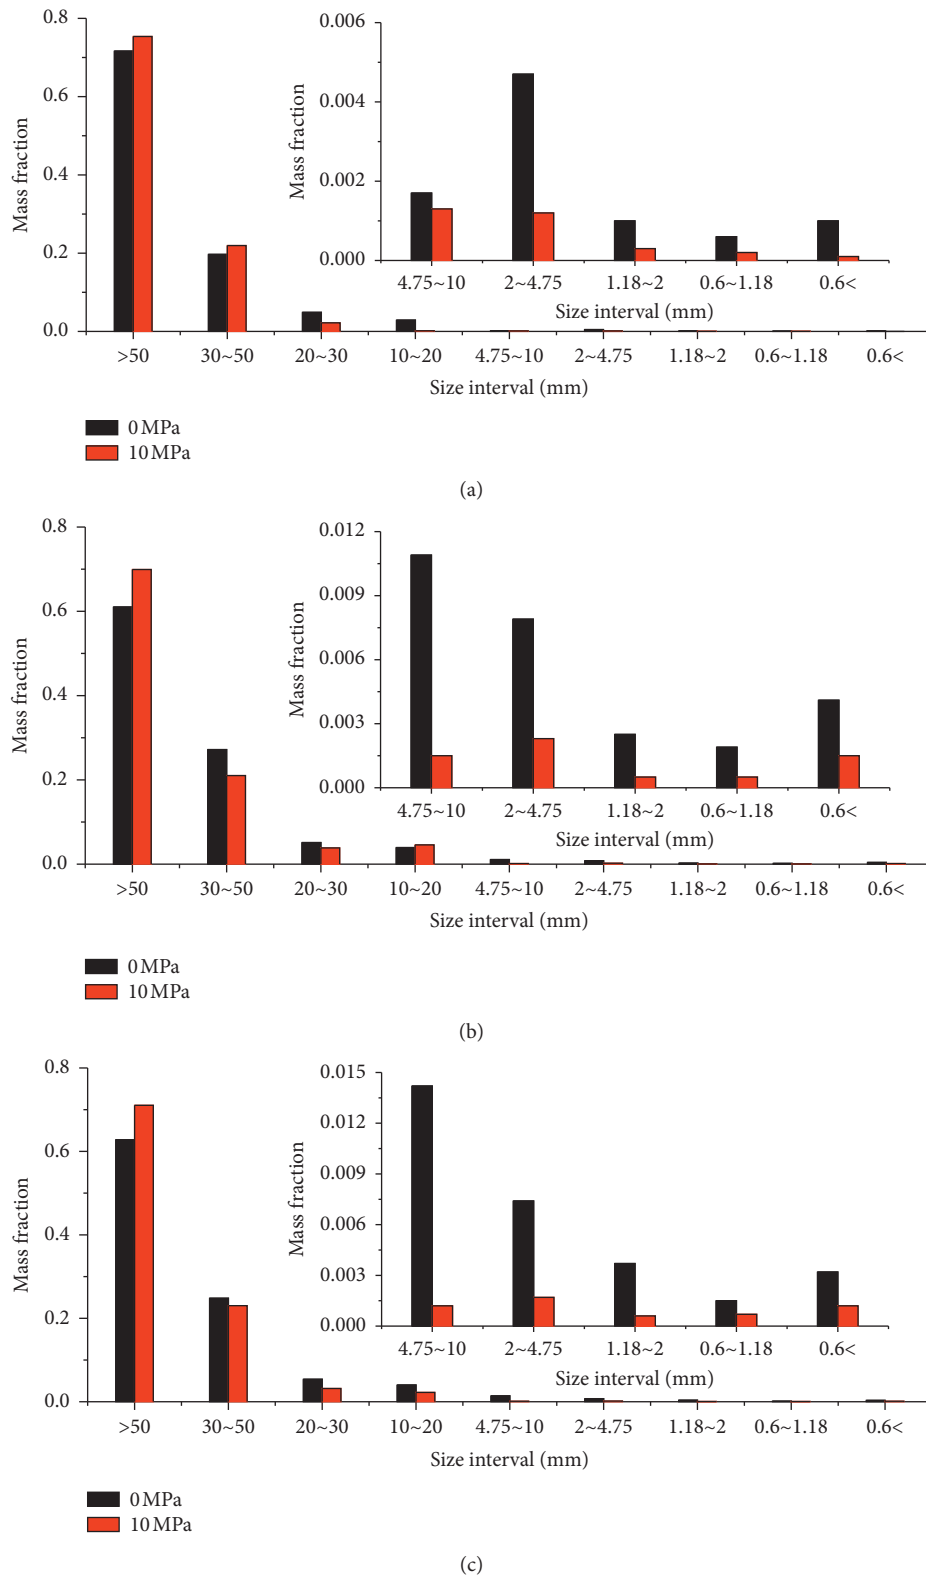 0.8
0.6
0.4
0.2
0.0
Mass fraction
0.006
0.004
0.002
0.000
Mass fraction
4.75~10 2~4.75 1.18~2 0.6~1.18 0.6<
Size interval (mm)
>50 30~50 20~30 10~20 4.75~10 2~4.75 1.18~2 0.6~1.18 0.6<
Size interval (mm)
0 MPa
10 MPa
(a)
0.8
0.6
0.4
0.2
0.0
Mass fraction
0.012
0.009
0.006
0.003
0.000
Mass fraction
4.75~10 2~4.75 1.18~2 0.6~1.18 0.6<
Size interval (mm)
>50 30~50 20~30 10~20 4.75~10 2~4.75 1.18~2 0.6~1.18 0.6<
Size interval (mm)
0 MPa
10 MPa
(b)
0.8
0.6
0.4
0.2
0.0
Mass fraction
0.015
0.012
0.009
0.006
0.003
0.000
Mass fraction
4.75~10 2~4.75 1.18~2 0.6~1.18 0.6<
Size interval (mm)
>50 30~50 20~30 10~20 4.75~10 2~4.75 1.18~2 0.6~1.18 0.6<
Size interval (mm)
0 MPa
10 MPa
(c)